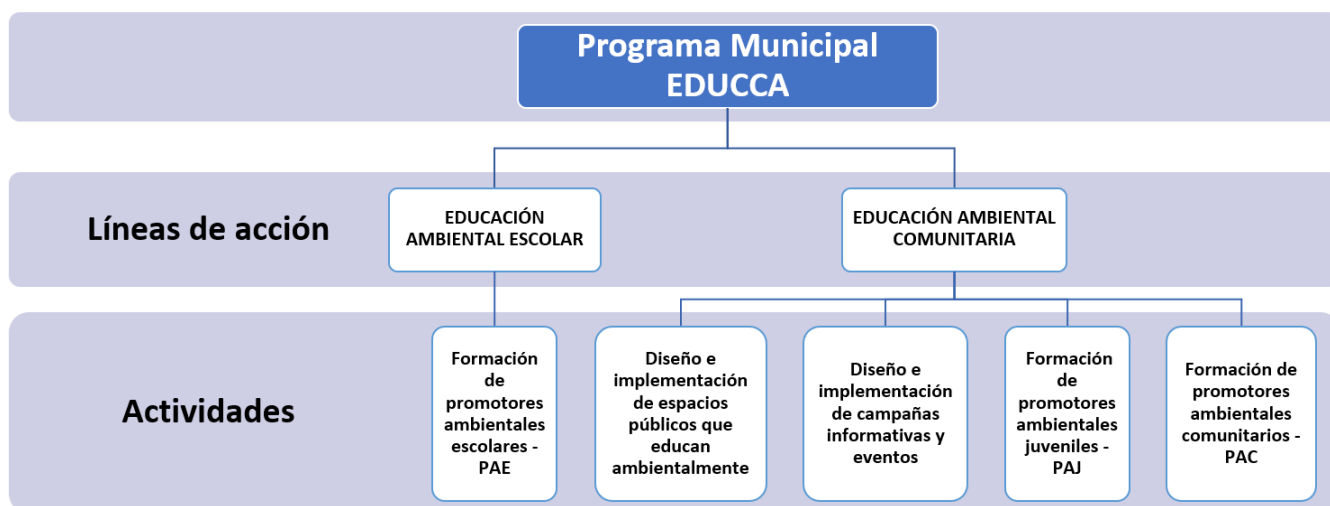 Programa Municipal
EDUCCA
Líneas de acción
EDUCACIÓN
AMBIENTAL ESCOLAR
EDUCACIÓN AMBIENTAL
COMUNITARIA
Actividades
Formación
de
promotores
ambientales
escolares -
PAE
Diseño e
implementación
de espacios
públicos que
educan
ambientalmente
Diseño e
implementación
de campañas
informativas y
eventos
Formación
de
promotores
ambientales
juveniles -
PAJ
Formación de
promotores
ambientales
comunitarios -
PAC